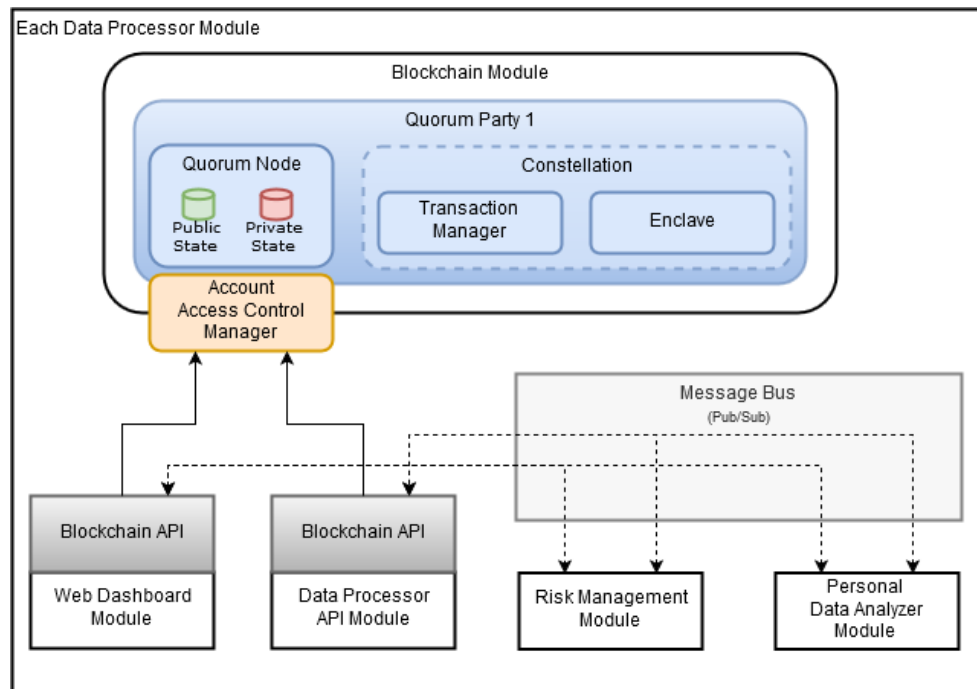 Each Data Processor Module
Blockchain Module
Quorum Party 1
Quorum Node
Public
State
Private
State
Constellation
Transaction
Manager
Enclave
Account
Access Control
Manager
Message Bus
(Pub/Sub)
Blockchain API
Web Dashboard
Module
Blockchain API
Data Processor
API Module
Risk Management
Module
Personal
Data Analyzer
Module